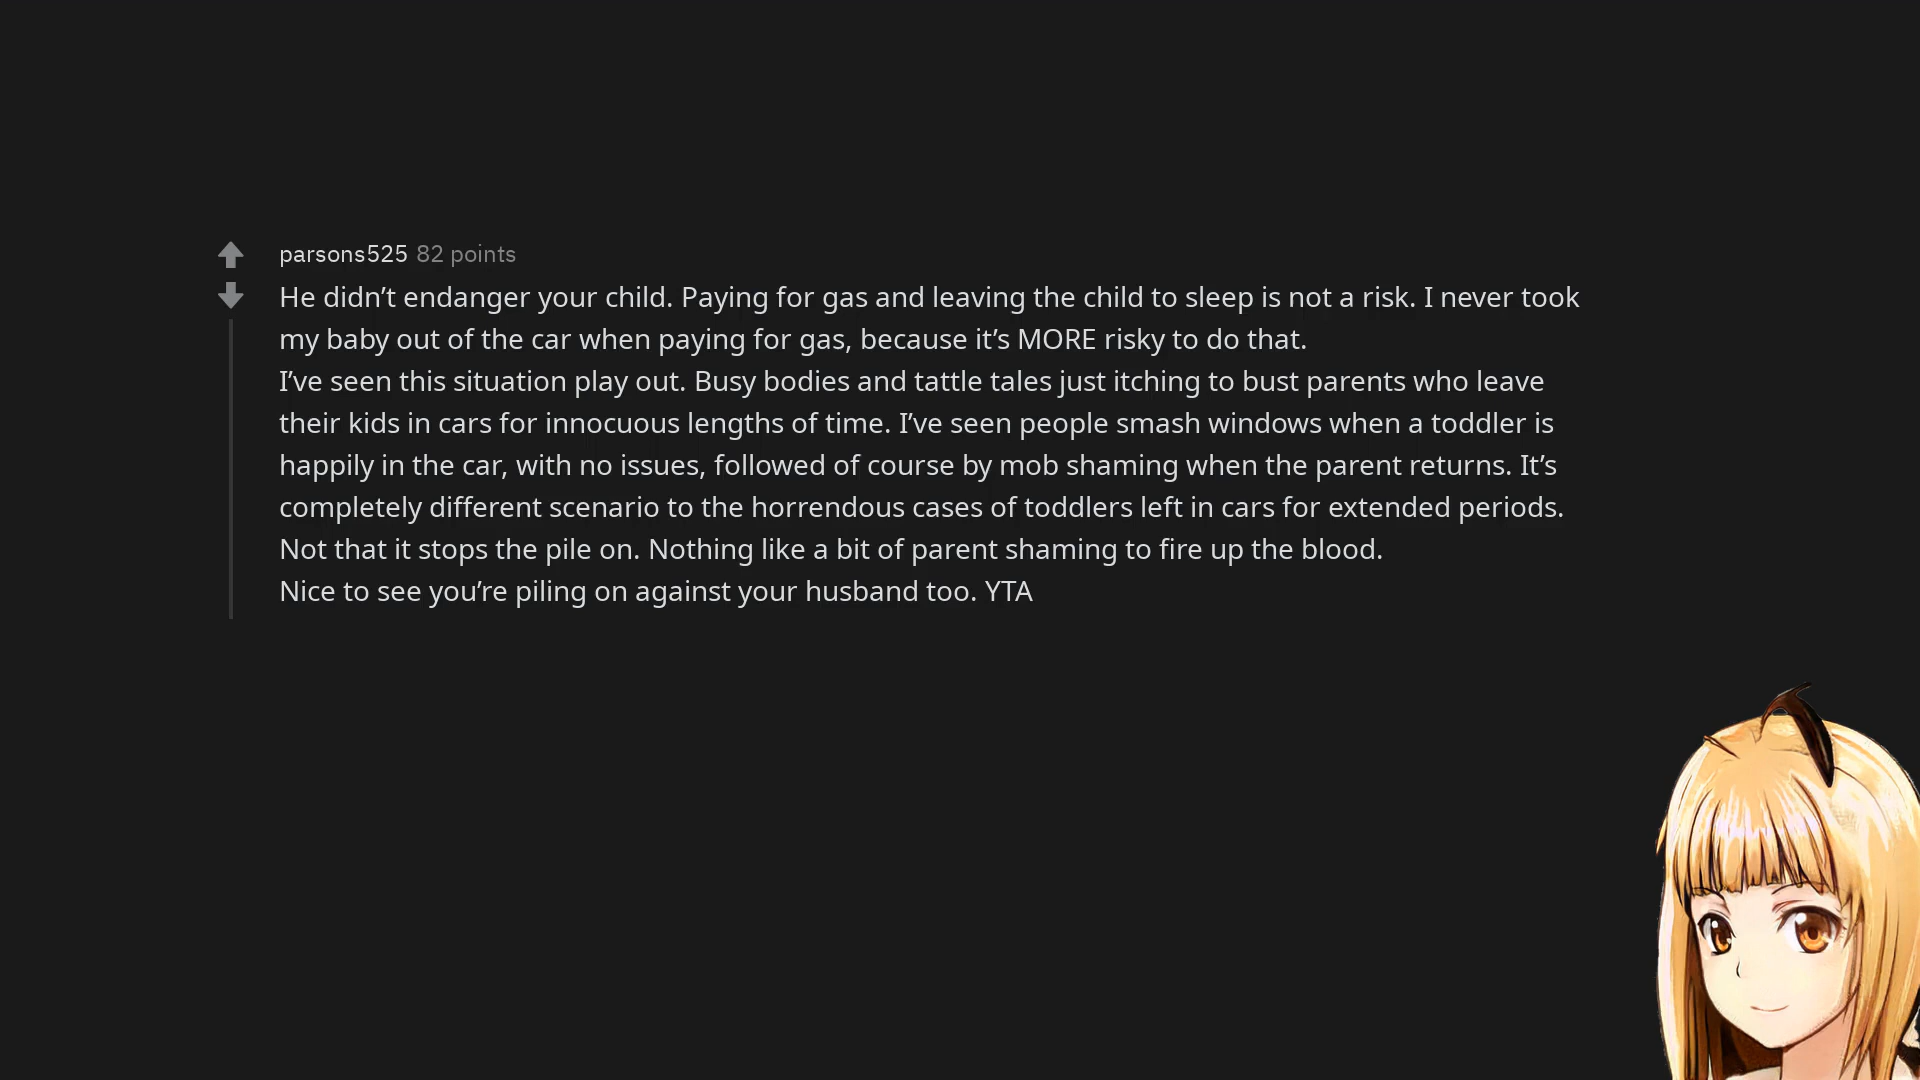 parsons525 82 points
He didn’t endanger your child. Paying for gas and leaving the child to sleep is not a risk. I never took
my baby out of the car when paying for gas, because it’s MORE risky to do that.
I’ve seen this situation play out. Busy bodies and tattle tales just itching to bust parents who leave
their kids in cars for innocuous lengths of time. I’ve seen people smash windows when a toddler is
happily in the car, with no issues, followed of course by mob shaming when the parent returns. It’s
completely different scenario to the horrendous cases of toddlers left in cars for extended periods.
Not that it stops the pile on. Nothing like a bit of parent shaming to fire up the blood.
Nice to see you’re piling on against your husband too. YTA